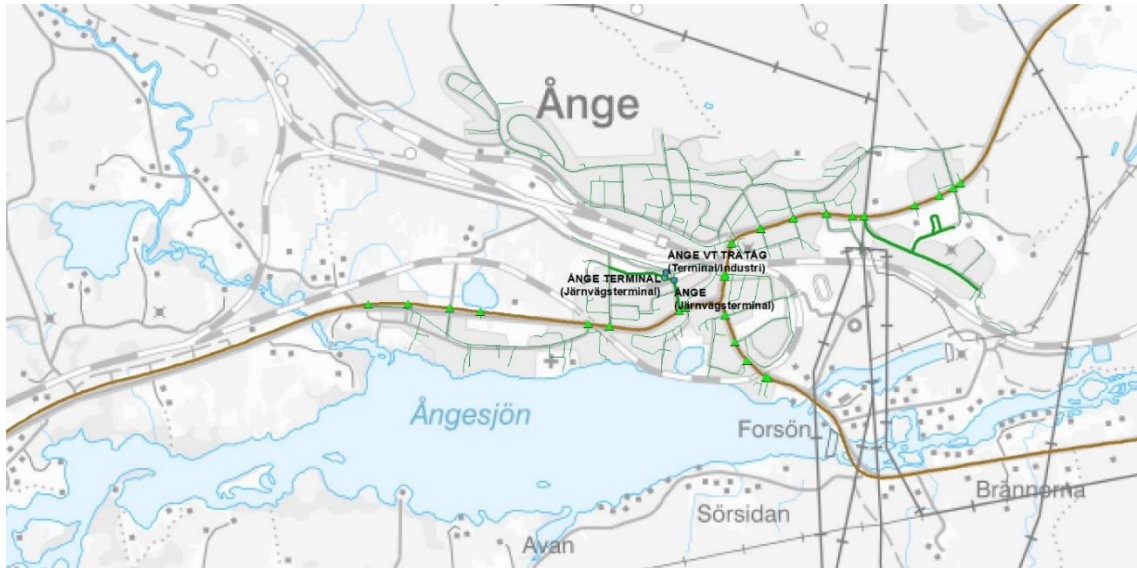 Ånge
ÅNGE VT TRÄTÅG
(Terminal/Industri)
ÅNGE TERMINAL
(Järnvägsterminal)
ÅNGE
(Järnvägsterminal)
Ångesjön
Forsön
Brännorna
Sörsidan
Avan